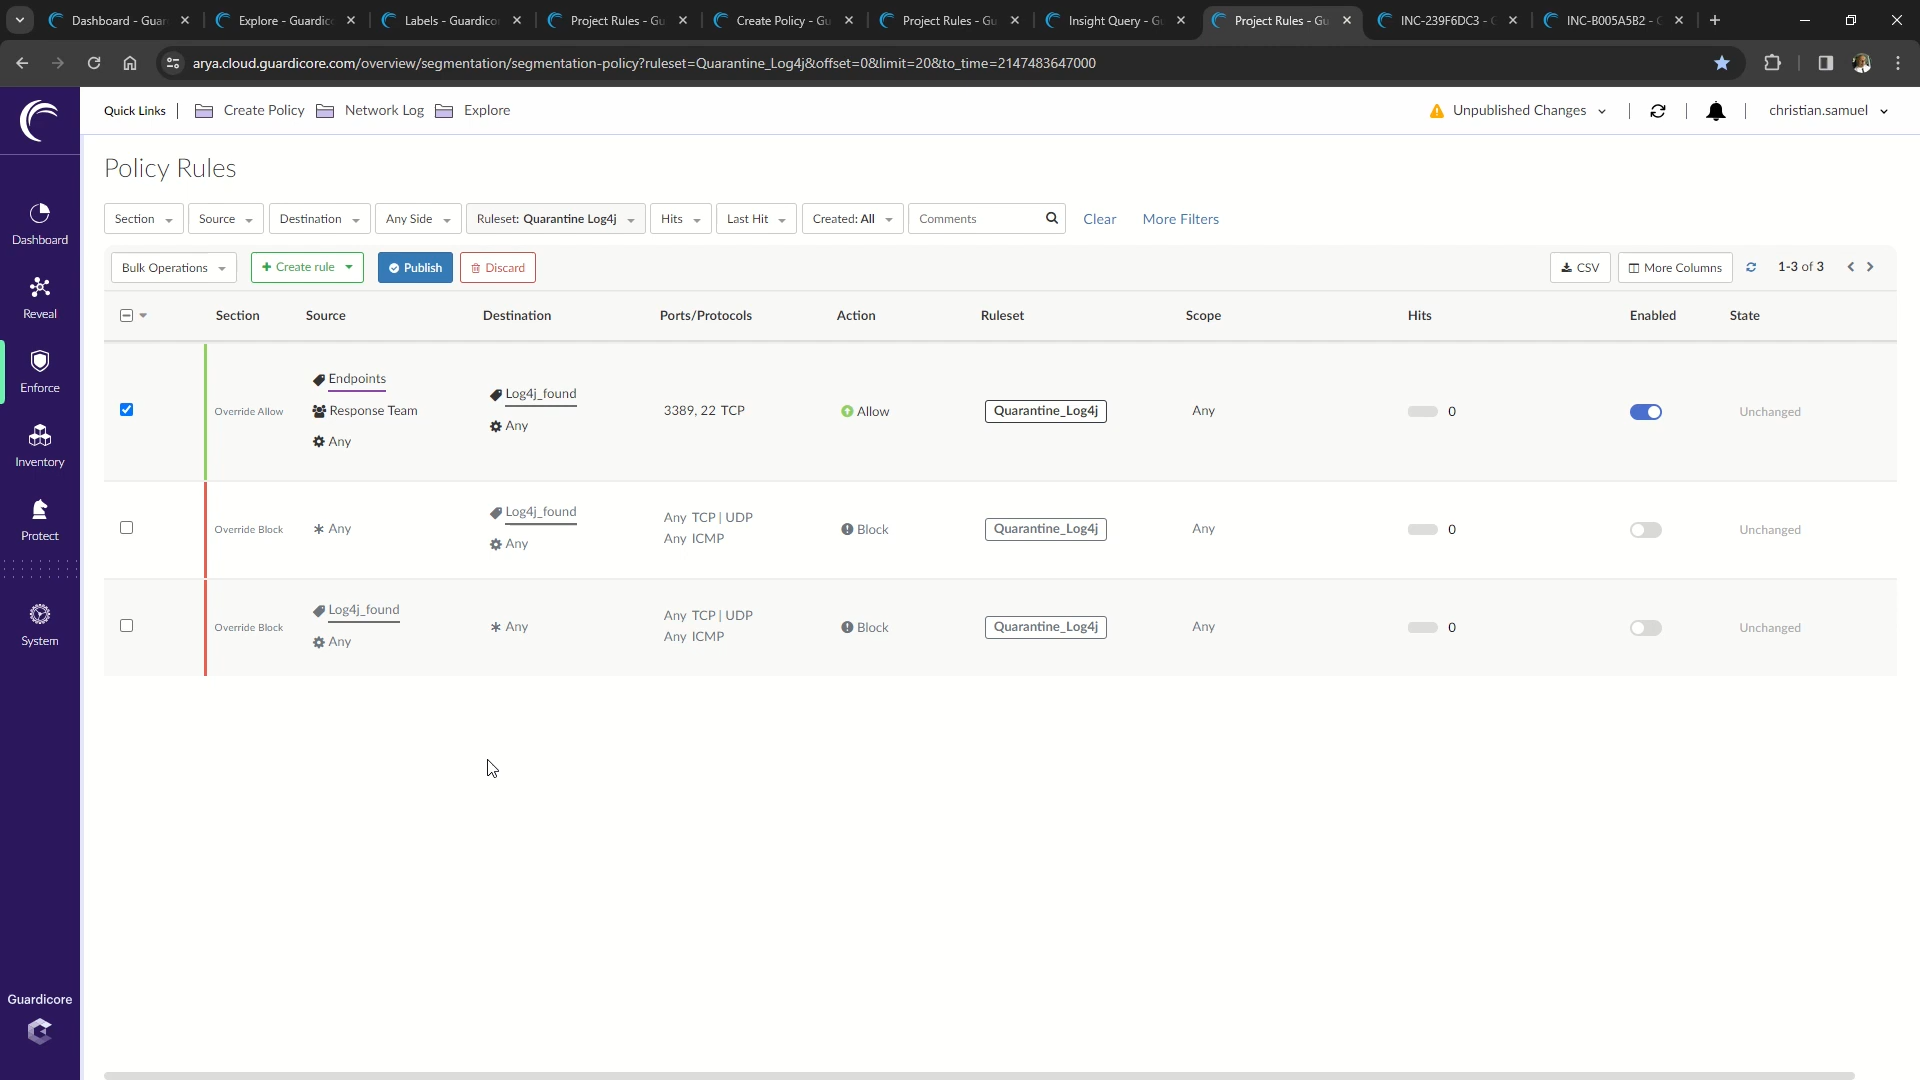 Dashboard - Guar
Explore - Guardic
Labels - Guardico
Project Rules - Gu
Create Policy - Gu
Project Rules - Gu
Insight Query - Gu
Project Rules - Gu
INC-239F6DC3 - G
INC-B005A5B2 - G
arya.cloud.guardicore.com/overview/segmentation/segmentation-policy?ruleset=Quarantine_Log4j&offset=0&limit=20&to_time=2147483647000
Quick Links
Create Policy
Network Log
Explore
Unpublished Changes
christian.samuel
Policy Rules
Section
Source
Destination
Any Side
Ruleset: Quarantine Log4j
Hits
Last Hit
Created: All
Comments
Clear
More Filters
Bulk Operations
+ Create rule
Publish
Discard
CSV
More Columns
1-3 of 3
Section Source Destination Ports/Protocols Action Ruleset Scope Hits Enabled State
Override Allow
Endpoints
Response Team
Any
Log4j_found
Any
3389, 22 TCP
Allow
Quarantine_Log4j
Any
0
Unchanged
Override Block
Any
Log4j_found
Any
Any TCP | UDP
Any ICMP
Block
Quarantine_Log4j
Any
0
Unchanged
Override Block
Log4j_found
Any
Any
Any TCP | UDP
Any ICMP
Block
Quarantine_Log4j
Any
0
Unchanged
Dashboard
Reveal
Enforce
Inventory
Protect
System
Guardicore